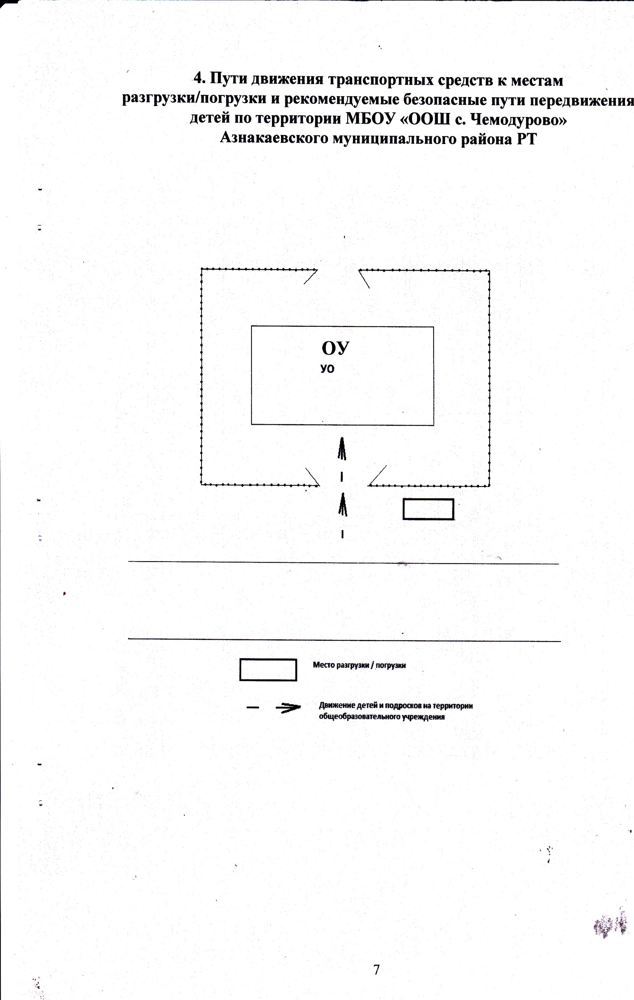 4. Пути движения транспортных средств к местам
разгрузки/погрузки и рекомендуемые безопасные пути передвижения
детей по территории МБОУ «ООШ с. Чемодурово»
Азнакаевского муниципального района РТ
ОУ
УО
Место разгрузки / погрузки
Движение детей и подросков на территории
общеобразовательного учреждения
7